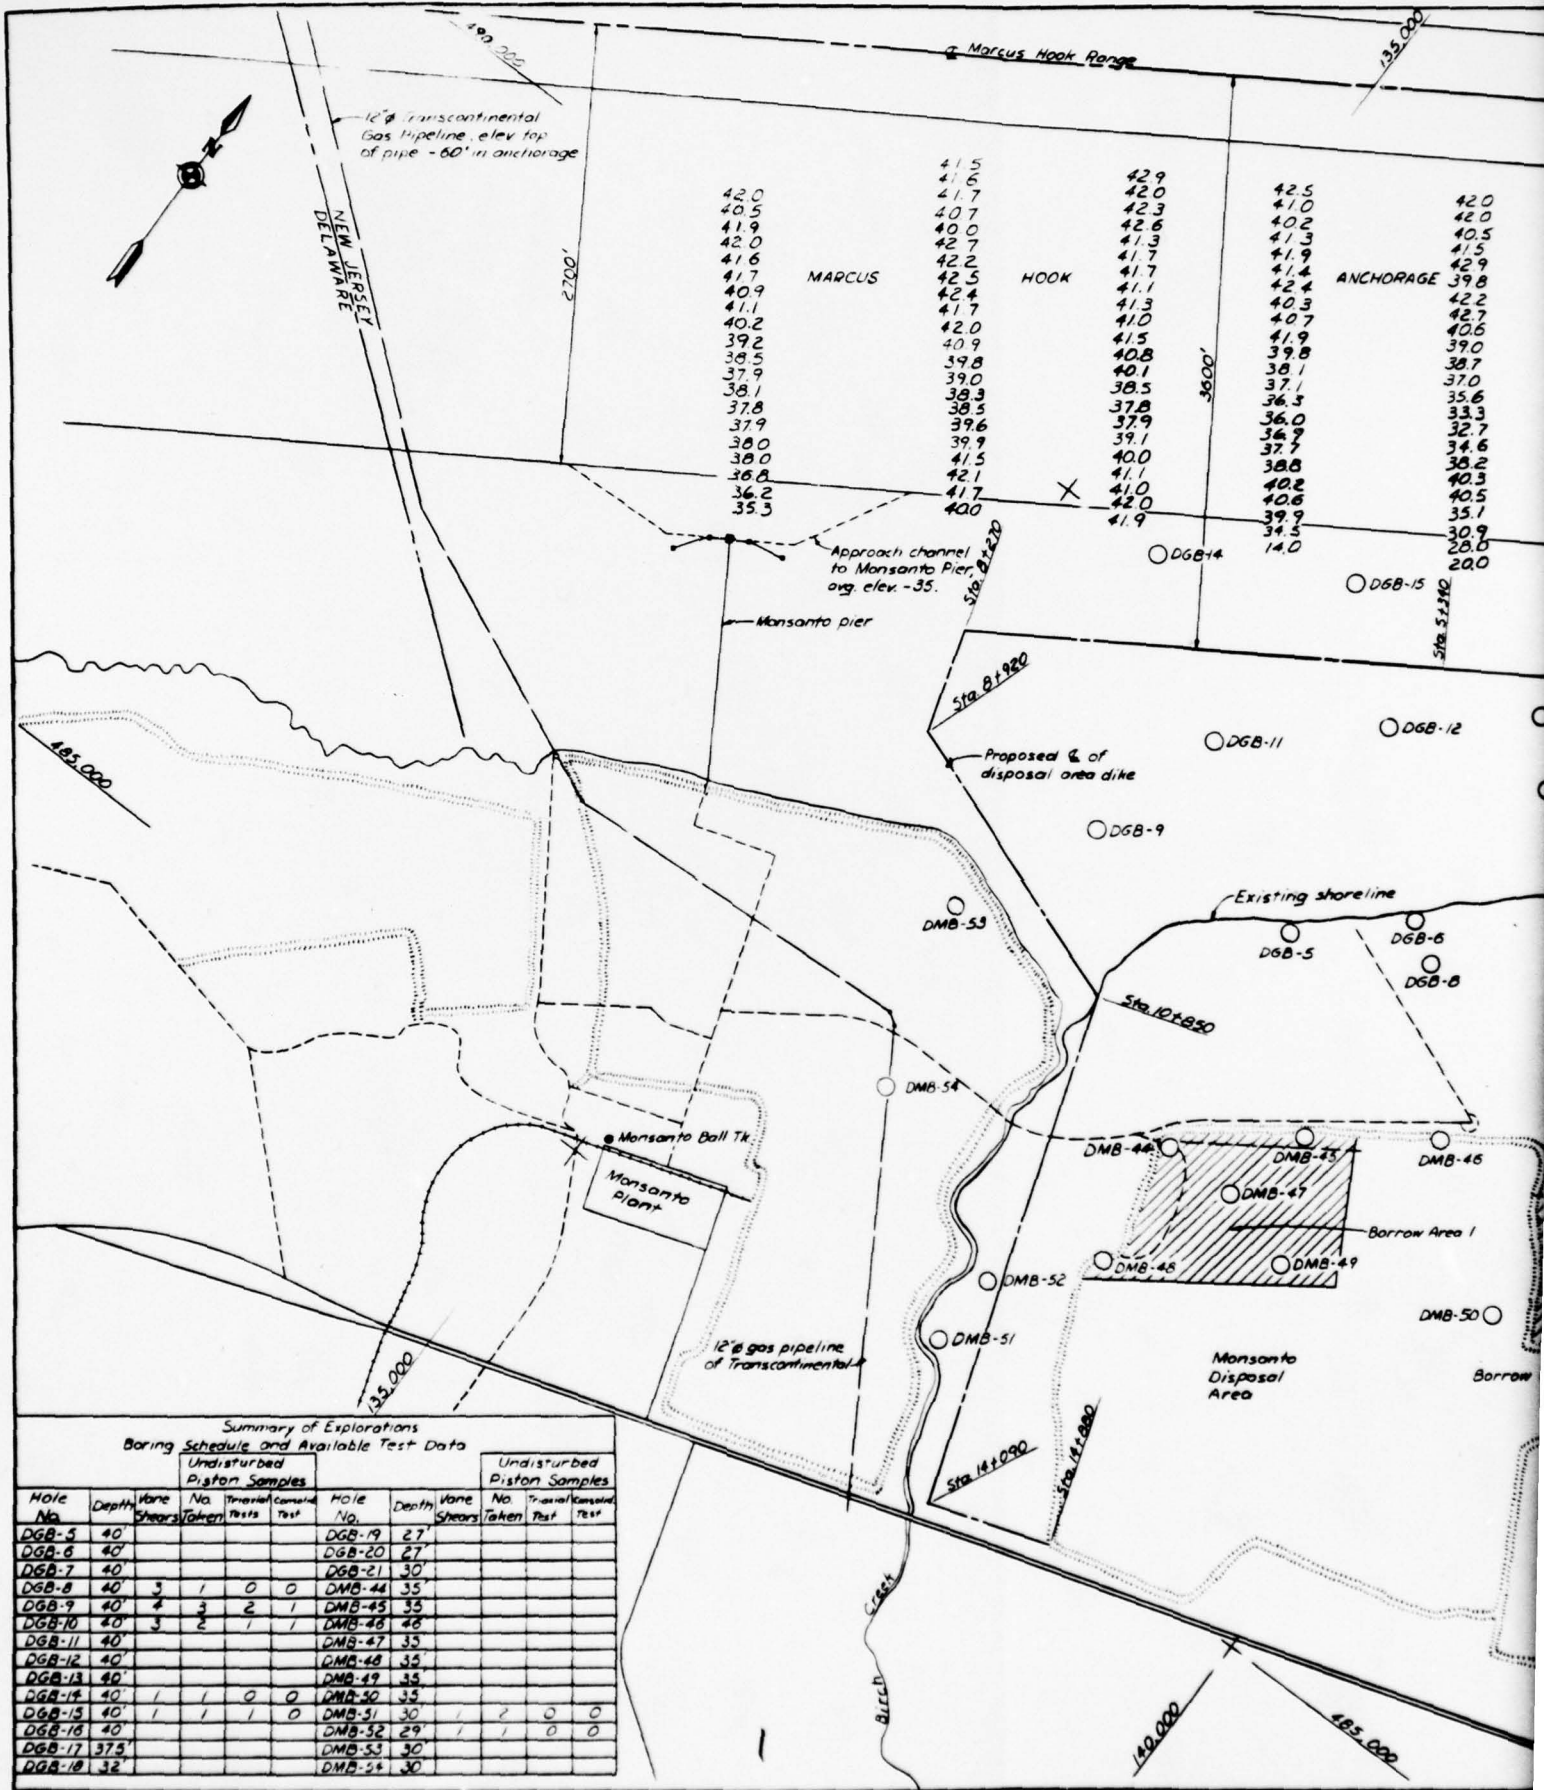 490,000
₵ Marcus Hook Range
135,000
12"ø Transcontinental
Gas Pipeline, elev top
of pipe -60' in anchorage
N
NEW JERSEY
DELAWARE
2700'
3600'
MARCUS
HOOK
ANCHORAGE
42.0
40.5
41.9
42.0
41.6
41.7
40.9
41.1
40.2
39.2
38.5
37.9
38.1
37.8
37.9
38.0
38.0
36.8
36.2
35.3
41.5
41.6
41.7
40.7
40.0
42.7
42.2
42.5
42.4
41.7
42.0
40.9
39.8
39.0
38.3
38.5
39.6
39.9
41.5
42.1
41.7
40.0
42.9
42.0
42.3
42.6
41.3
41.7
41.7
41.1
41.3
41.0
41.5
40.8
40.1
38.5
37.8
37.9
39.1
40.0
41.1
41.0
42.0
41.9
42.5
41.0
40.2
41.3
41.9
41.4
42.4
40.3
40.7
41.9
39.8
38.1
37.1
36.3
36.0
36.9
37.7
38.8
40.2
40.6
39.9
34.5
14.0
42.0
42.0
40.5
41.5
42.9
39.8
42.2
42.7
40.6
39.0
38.7
37.0
35.6
33.3
32.7
34.6
38.2
40.3
40.5
35.1
30.9
28.0
20.0
Approach channel
to Monsanto Pier,
avg. elev. -35.
Sta. 8+270
DGB-14
DGB-15
Sta 5+340
Monsanto pier
Sta. 8+920
DGB-11
DGB-12
Proposed ₵ of
disposal area dike
485,000
DGB-9
Existing shoreline
DMB-53
DGB-5
DGB-6
DGB-8
Sta. 10+850
DMB-54
Monsanto Ball Tk.
Monsanto
Plant
DMB-44
DMB-45
DMB-46
DMB-47
Borrow Area 1
DMB-48
DMB-49
DMB-52
DMB-50
DMB-51
12"ø gas pipeline
of Transcontinental
Monsanto
Disposal
Area
Borrow
135,000
Sta. 14+090
Sta. 14+880
Birch Creek
140,000
485,000
Summary of Explorations
Boring Schedule and Available Test Data
Undisturbed Undisturbed
Piston Samples Piston Samples
Hole No. Depth Vane Shears No. Taken Triaxial Tests Consolid. Test Hole No. Depth Vane Shears No. Taken Triaxial Test Consolid. Test
DGB-5 40' DGB-19 27'
DGB-6 40' DGB-20 27'
DGB-7 40' DGB-21 30'
DGB-8 40' 3 1 0 0 DMB-44 35'
DGB-9 40' 4 3 2 1 DMB-45 35'
DGB-10 40' 3 2 1 1 DMB-46 46'
DGB-11 40' DMB-47 35'
DGB-12 40' DMB-48 35'
DGB-13 40' DMB-49 35'
DGB-14 40' 1 1 0 0 DMB-50 35'
DGB-15 40' 1 1 1 0 DMB-51 30' 1 2 0 0
DGB-16 40' DMB-52 29' 1 1 0 0
DGB-17 37.5' DMB-53 30'
DGB-18 32' DMB-54 30'